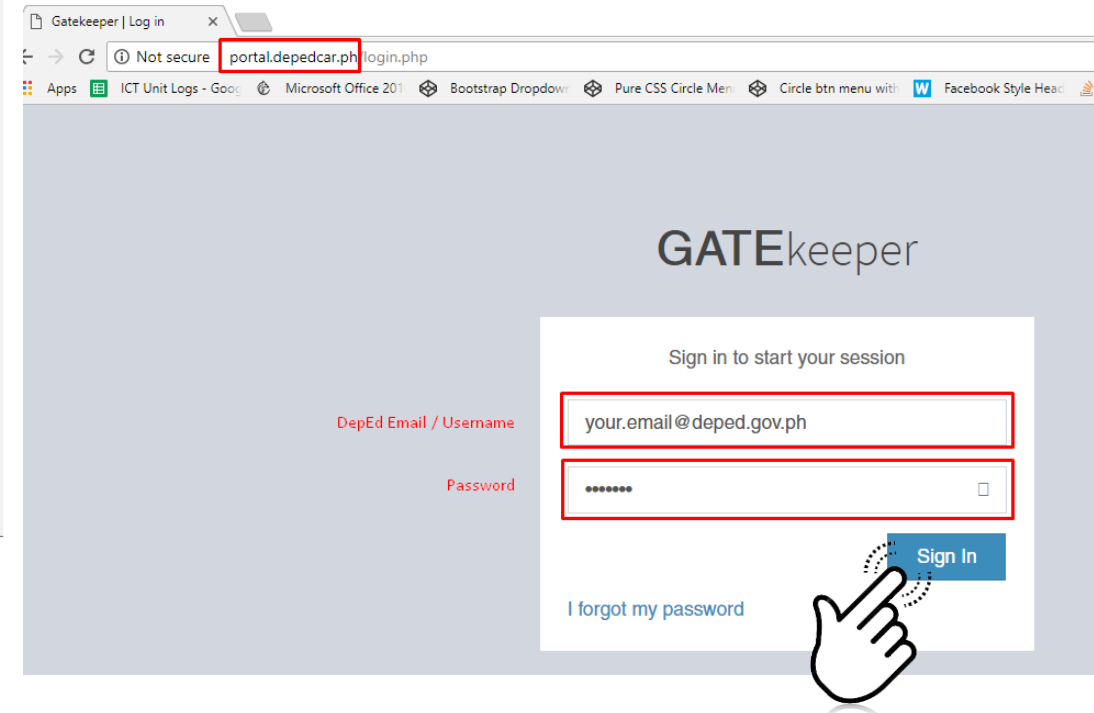 Gatekeeper | Log in
Not secure portal.depedcar.ph/login.php
Apps ICT Unit Logs - Goog Microsoft Office 201 Bootstrap Dropdown Pure CSS Circle Men Circle btn menu with W Facebook Style Head
GATEkeeper
Sign in to start your session
DepEd Email / Username
your.email@deped.gov.ph
Password
Sign In
I forgot my password